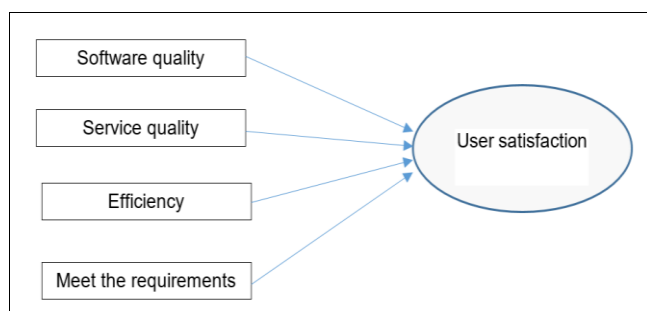 Software quality
Service quality
User satisfaction
Efficiency
Meet the requirements